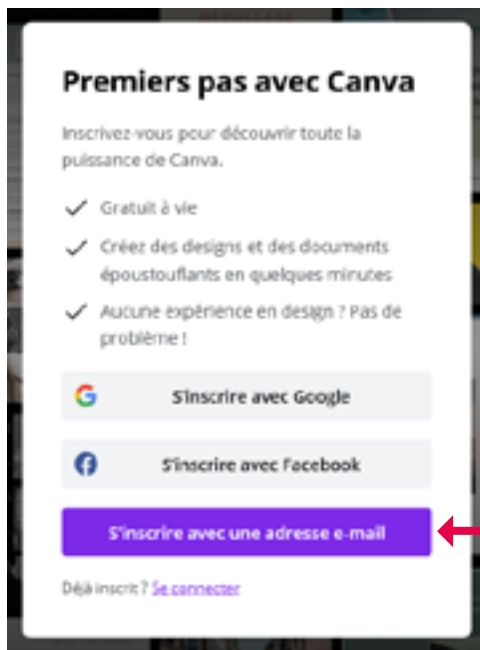 Premiers pas avec Canva
Inscrivez-vous pour découvrir toute la
puissance de Canva.
Gratuit à vie
Créez des designs et des documents
époustouflants en quelques minutes
Aucune expérience en design ? Pas de
problème !
S'inscrire avec Google
S'inscrire avec Facebook
S'inscrire avec une adresse e-mail
Déjà inscrit ? Se connecter